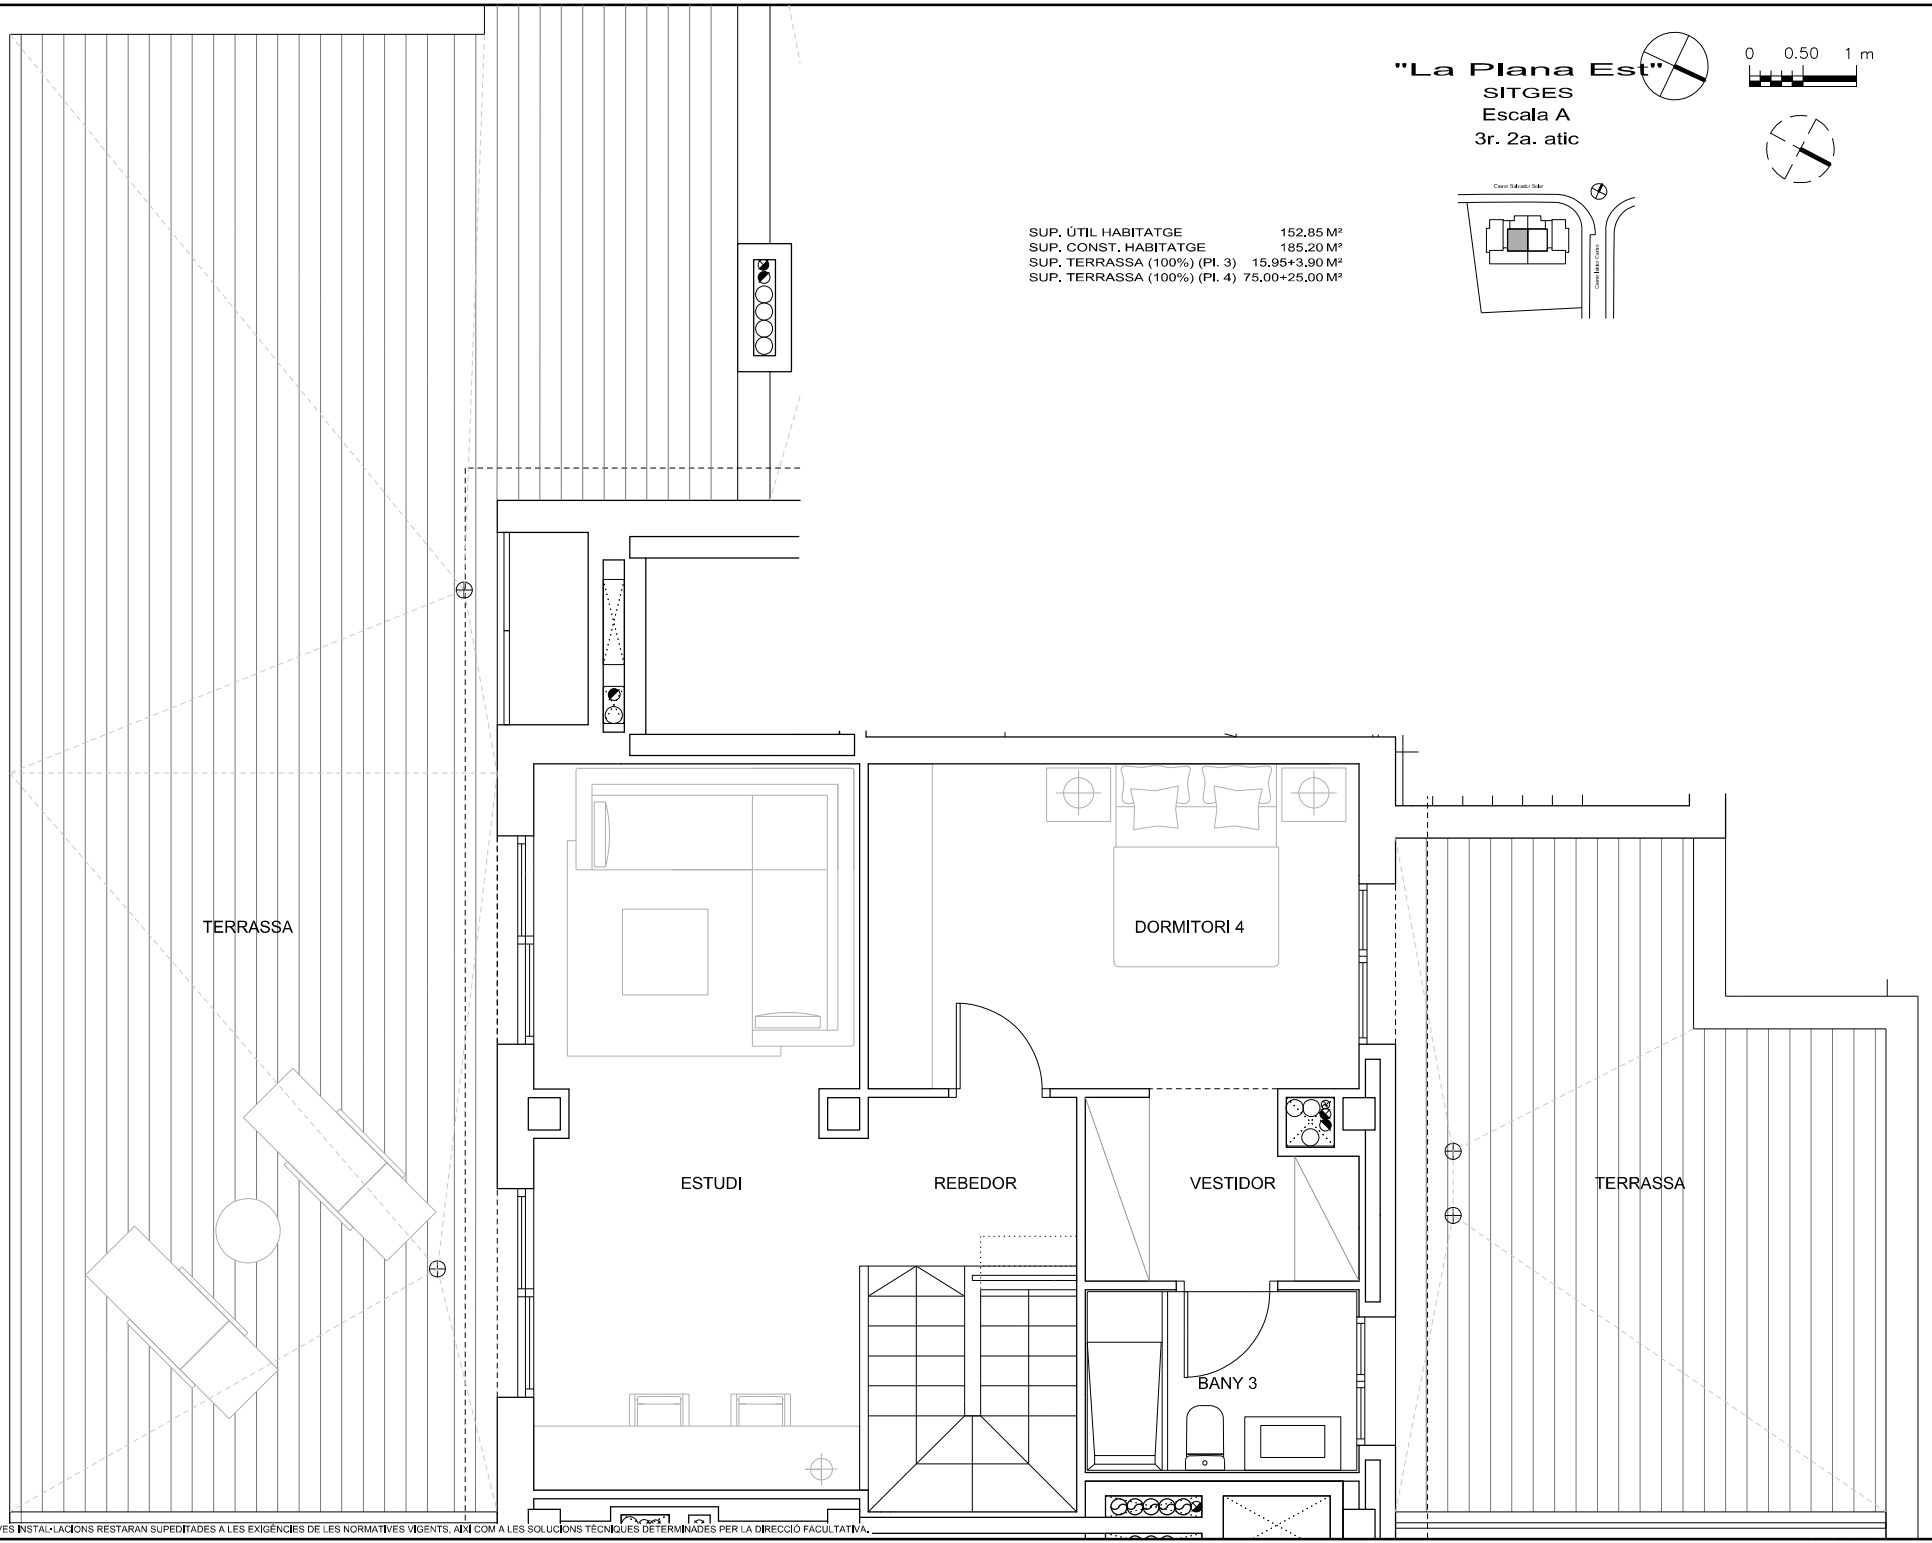 "La Plana Est"
SITGES
Escala A
3r. 2a. atic
0 0.50 1 m
Carrer Salvador Soler
SUP. ÚTIL HABITATGE 152.85 M²
SUP. CONST. HABITATGE 185.20 M²
SUP. TERRASSA (100%) (Pl. 3) 15.95+3.90 M²
SUP. TERRASSA (100%) (Pl. 4) 75.00+25.00 M²
TERRASSA
DORMITORI 4
ESTUDI
REBEDOR
VESTIDOR
TERRASSA
BANY 3
INSTAL·LACIONS RESTARAN SUPEDITADES A LES EXIGÈNCIES DE LES NORMATIVES VIGENTS, AIXÍ COM A LES SOLUCIONS TÈCNIQUES DETERMINADES PER LA DIRECCIÓ FACULTATIVA.